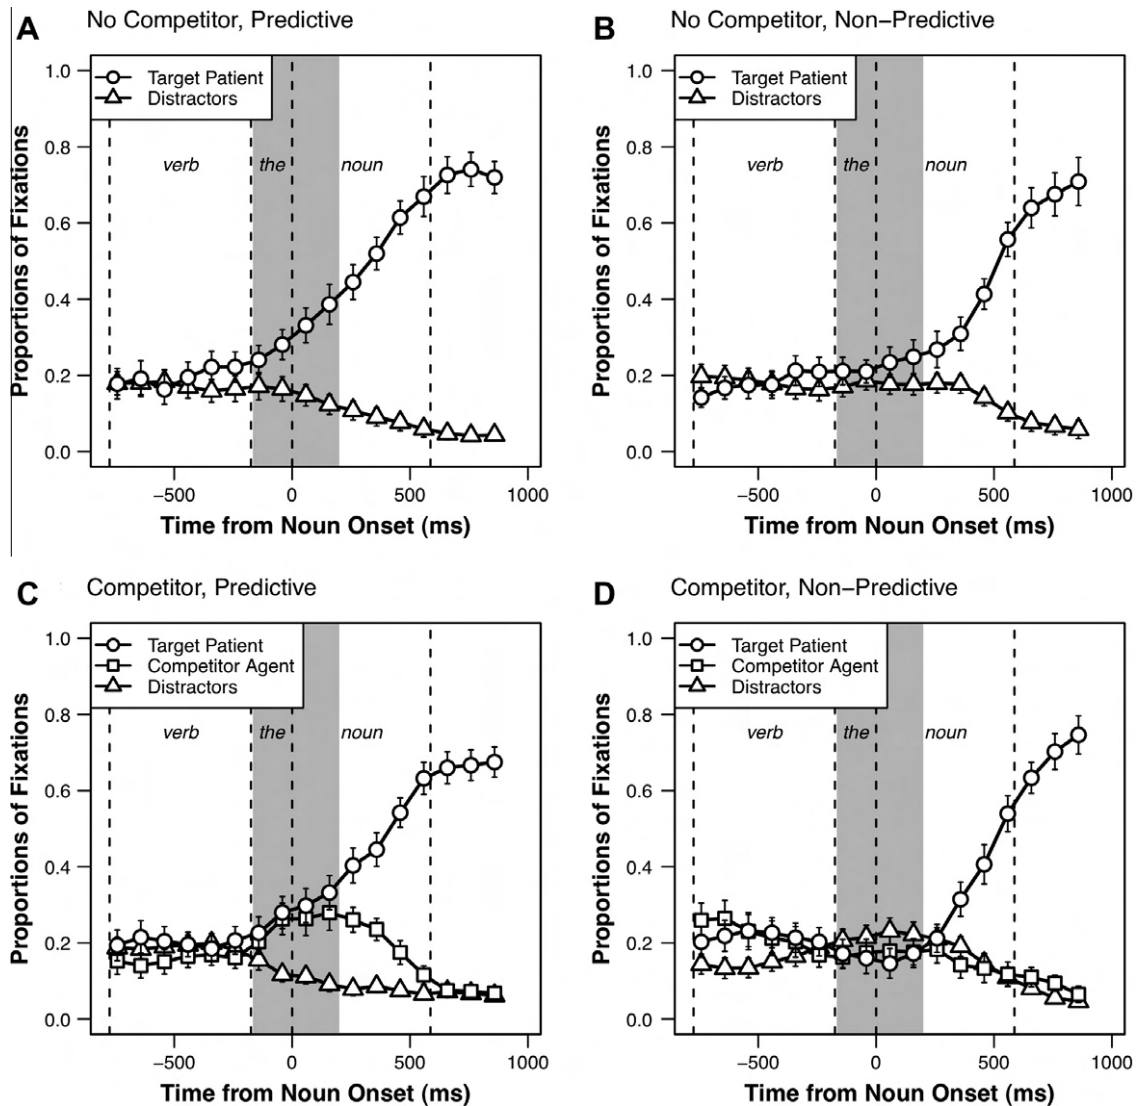 A No Competitor, Predictive
Target Patient
Distractors
verb the noun
1.0
0.8
0.6
0.4
0.2
0.0
Proportions of Fixations
−500 0 500 1000
Time from Noun Onset (ms)
B No Competitor, Non−Predictive
Target Patient
Distractors
verb the noun
1.0
0.8
0.6
0.4
0.2
0.0
Proportions of Fixations
−500 0 500 1000
Time from Noun Onset (ms)
C Competitor, Predictive
Target Patient
Competitor Agent
Distractors
verb the noun
1.0
0.8
0.6
0.4
0.2
0.0
Proportions of Fixations
−500 0 500 1000
Time from Noun Onset (ms)
D Competitor, Non−Predictive
Target Patient
Competitor Agent
Distractors
verb the noun
1.0
0.8
0.6
0.4
0.2
0.0
Proportions of Fixations
−500 0 500 1000
Time from Noun Onset (ms)